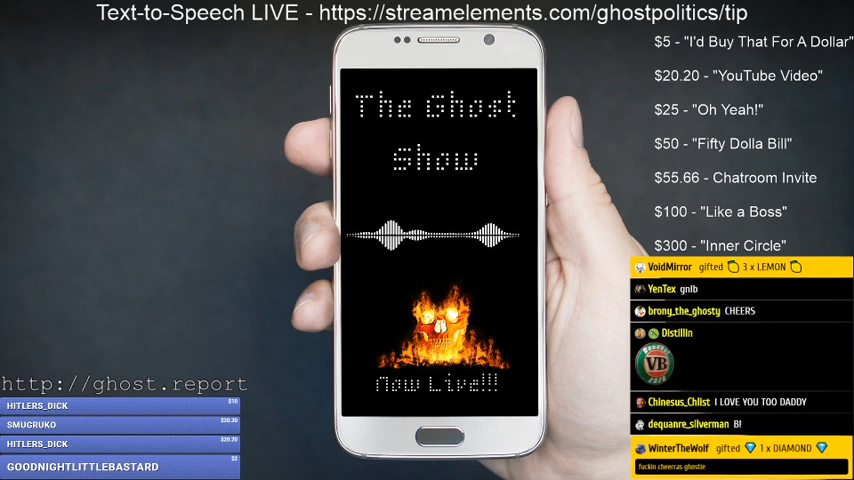 Text-to-Speech LIVE - https://streamelements.com/ghostpolitics/tip
$5 - "I'd Buy That For A Dollar"
$20.20 - "YouTube Video"
$25 - "Oh Yeah!"
$50 - "Fifty Dolla Bill"
$55.66 - Chatroom Invite
$100 - "Like a Boss"
$300 - "Inner Circle"
The Ghost
Show
Now Live!!!
http://ghost.report
HITLERS_DICK $10
SMUGRUKO $20.20
HITLERS_DICK $20.20
GOODNIGHTLITTLEBASTARD $2
VoidMirror gifted 3 x LEMON
YenTex gnlb
brony_the_ghosty CHEERS
Distillin
VB
Chinesus_Chlist I LOVE YOU TOO DADDY
dequanre_silverman B!
WinterTheWolf gifted 1 x DIAMOND
fuckin cheerras ghostie